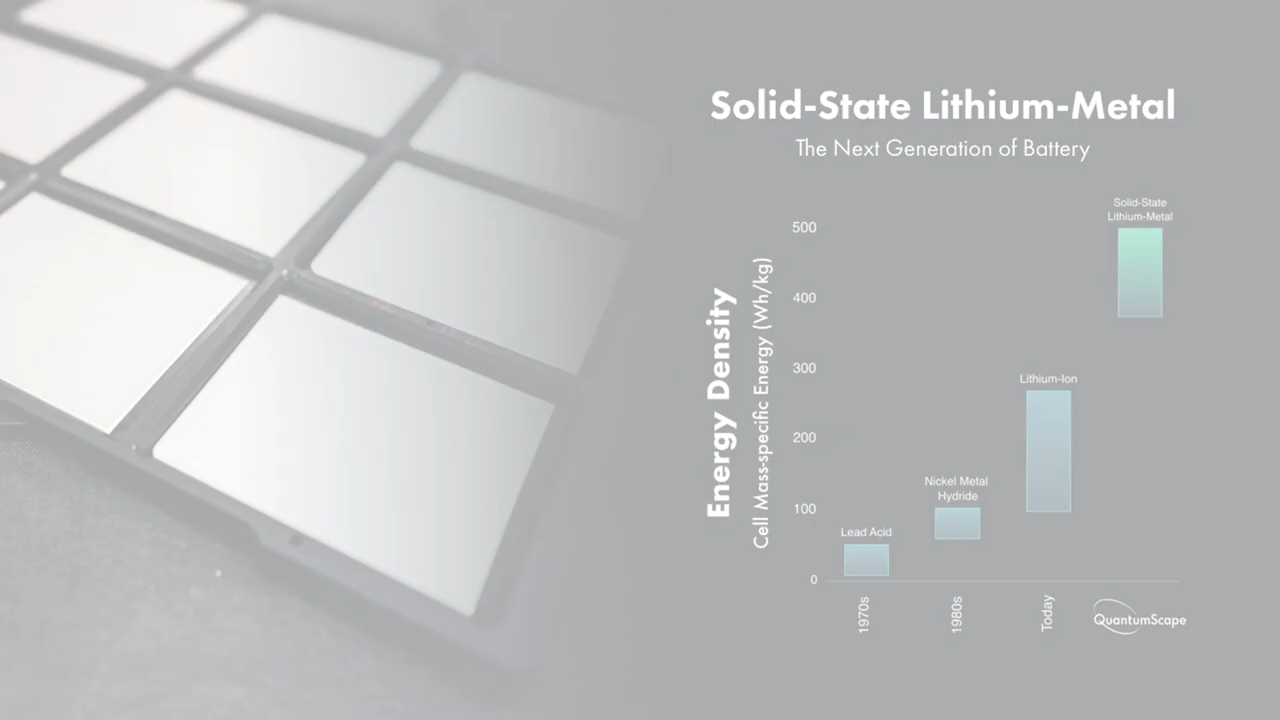 Solid-State Lithium-Metal
The Next Generation of Battery
Energy Density
Cell Mass-specific Energy (Wh/kg)
500
400
300
200
100
0
Lead Acid
Nickel Metal
Hydride
Lithium-Ion
Solid-State
Lithium-Metal
1970s
1980s
Today
QuantumScape